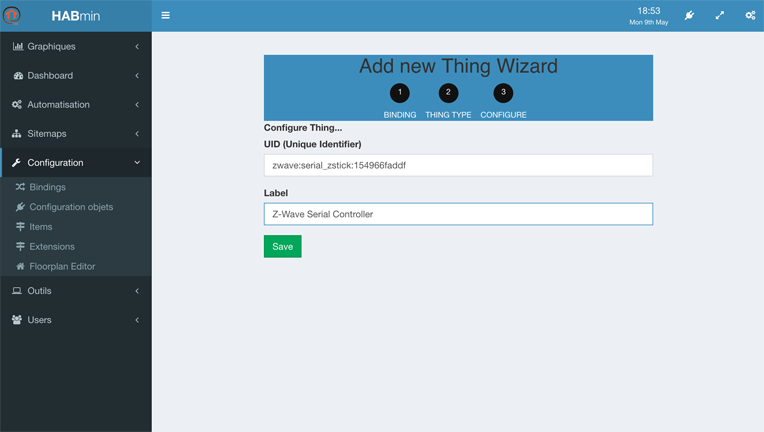 HABmin
18:53
Mon 9th May
Graphiques
Dashboard
Automatisation
Sitemaps
Configuration
Bindings
Configuration objets
Items
Extensions
Floorplan Editor
Outils
Users
Add new Thing Wizard
1 2 3
BINDING THING TYPE CONFIGURE
Configure Thing...
UID (Unique Identifier)
zwave:serial_zstick:154966faddf
Label
Z-Wave Serial Controller
Save